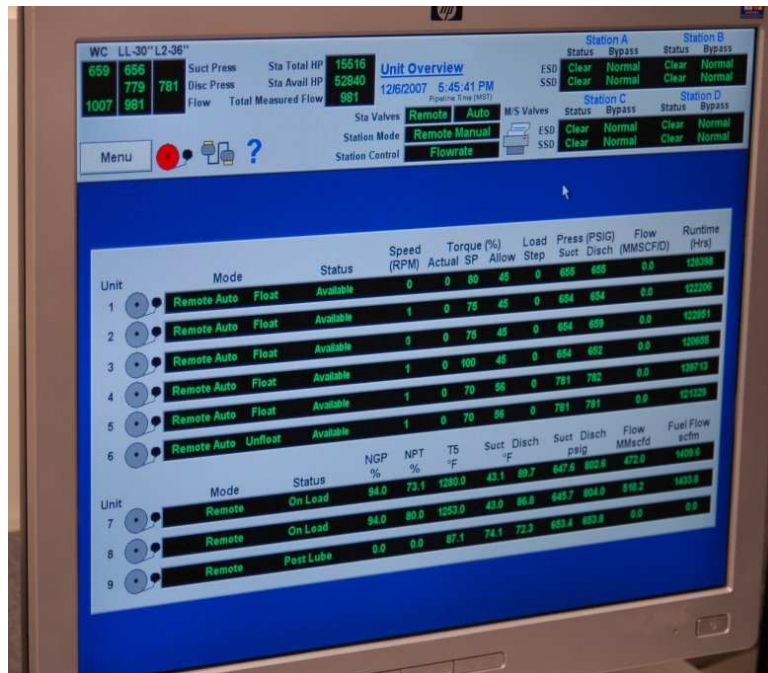 hp
WC LL-30" L2-36"
659 656 Suct Press Sta Total HP 15516
779 781 Disc Press Sta Avail HP 52840
1007 981 Flow Total Measured Flow 981
Unit Overview
12/6/2007 5:45:41 PM
Pipeline Time (MST)
Sta Valves Remote Auto
Station Mode Remote Manual
Station Control Flowrate
Menu ?
M/S Valves
Station A Station B
Status Bypass Status Bypass
ESD Clear Normal Clear Normal
SSD Clear Normal Clear Normal
Station C Station D
Status Bypass Status Bypass
ESD Clear Normal Clear Normal
SSD Clear Normal Clear Normal
Speed Torque (%) Load Press (PSIG) Flow Runtime
Unit Mode Status (RPM) Actual SP Allow Step Suct Disch (MMSCF/D) (Hrs)
1 Remote Auto Float Available 0 0 80 45 0 655 655 0.0 128398
2 Remote Auto Float Available 1 0 75 45 0 654 654 0.0 122206
3 Remote Auto Float Available 0 0 75 45 0 654 659 0.0 122851
4 Remote Auto Float Available 1 0 100 45 0 654 652 0.0 120655
5 Remote Auto Float Available 1 0 70 56 0 781 782 0.0 139713
6 Remote Auto Unfloat Available 1 0 70 56 0 781 781 0.0 121329
NGP NPT T5 Suct Disch Suct Disch Flow Fuel Flow
Unit Mode Status % % °F °F psig MMscfd scfm
7 Remote On Load 94.0 73.1 1280.0 43.1 89.7 647.6 802.6 472.0 1409.6
8 Remote On Load 94.0 80.0 1253.0 43.0 86.8 645.7 804.0 518.2 1433.8
9 Remote Post Lube 0.0 0.0 87.1 74.1 72.3 653.4 653.8 0.0 0.0